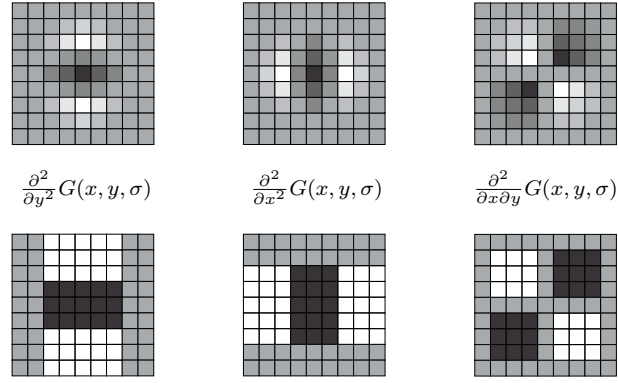 ∂²/∂y² G(x, y, σ) ∂²/∂x² G(x, y, σ) ∂²/∂x∂y G(x, y, σ)